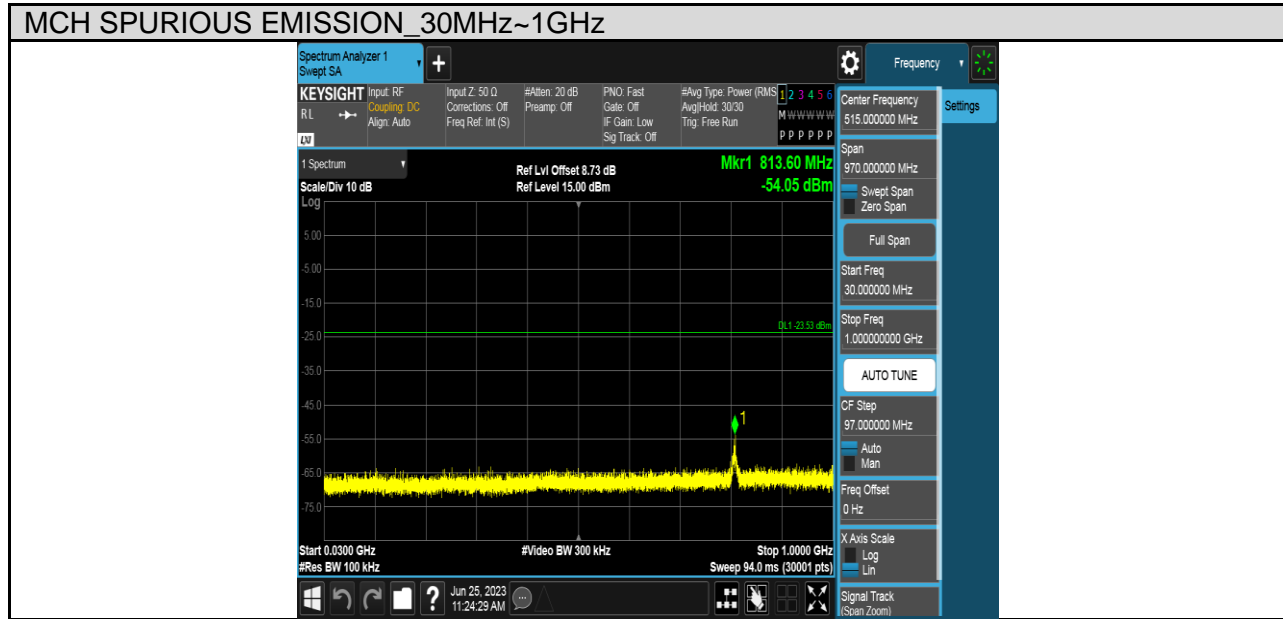 MCH SPURIOUS EMISSION_30MHz~1GHz
Spectrum Analyzer 1
Swept SA
+
Frequency
KEYSIGHT
RL
LXI
Input: RF
Coupling: DC
Align: Auto
Input Z: 50 Ω
Corrections: Off
Freq Ref: Int (S)
#Atten: 20 dB
Preamp: Off
PNO: Fast
Gate: Off
IF Gain: Low
Sig Track: Off
#Avg Type: Power (RMS
Avg|Hold: 30/30
Trig: Free Run
1 2 3 4 5 6
M W W W W W
P P P P P P
Center Frequency
515.000000 MHz
Settings
1 Spectrum
Scale/Div 10 dB
Log
Ref Lvl Offset 8.73 dB
Ref Level 15.00 dBm
Mkr1 813.60 MHz
-54.05 dBm
Span
970.000000 MHz
Swept Span
Zero Span
Full Span
Start Freq
30.000000 MHz
Stop Freq
1.000000000 GHz
AUTO TUNE
CF Step
97.000000 MHz
Auto
Man
Freq Offset
0 Hz
X Axis Scale
Log
Lin
Signal Track
(Span Zoom)
5.00
-5.00
-15.0
DL1 -23.53 dBm
-25.0
-35.0
-45.0
1
-55.0
-65.0
-75.0
Start 0.0300 GHz
#Res BW 100 kHz
#Video BW 300 kHz
Stop 1.0000 GHz
Sweep 94.0 ms (30001 pts)
?
Jun 25, 2023
11:24:29 AM